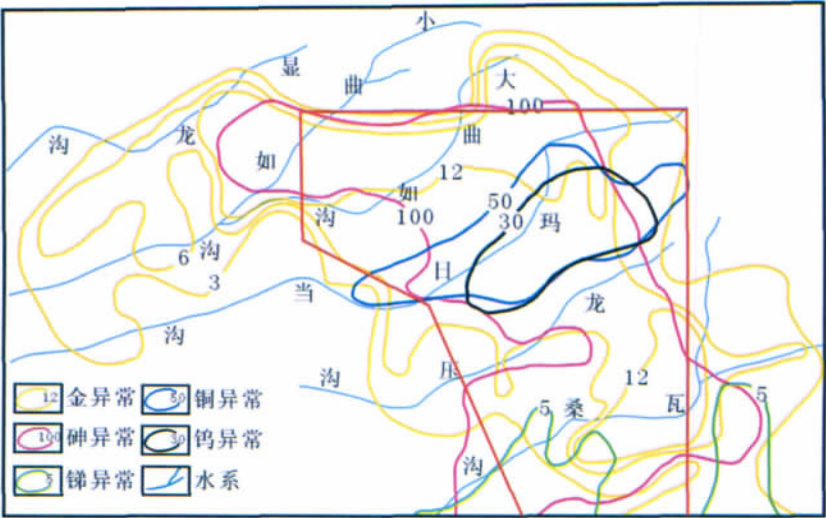 小
显
大
曲
100
沟
龙
曲
如
12
如
50
100
沟
30
玛
沟
6
日
3
当
龙
沟
压
沟
12
5
12 金异常
50 铜异常
5
桑
瓦
100 砷异常
30 钨异常
沟
5 锑异常
水系